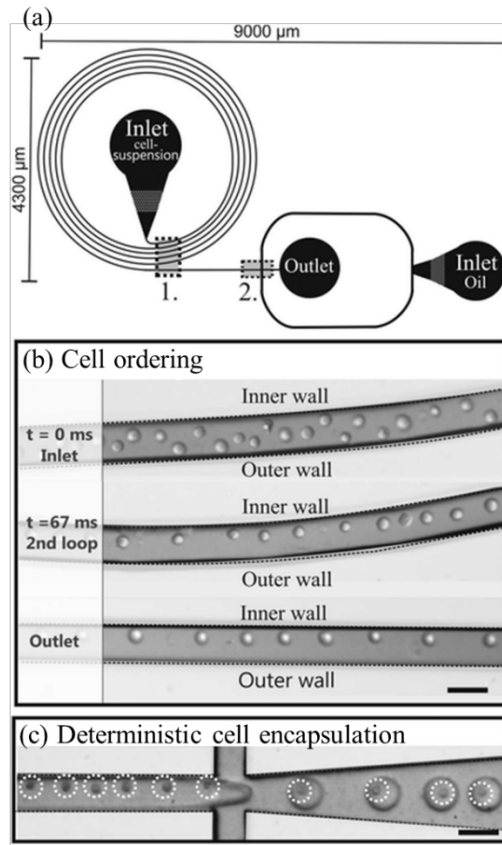 (a)
9000 μm
4300 μm
Inlet
cell-
suspension
Outlet
Inlet
Oil
1.
2.
(b) Cell ordering
Inner wall
t = 0 ms
Inlet
Outer wall
Inner wall
t =67 ms
2nd loop
Outer wall
Inner wall
Outlet
Outer wall
(c) Deterministic cell encapsulation